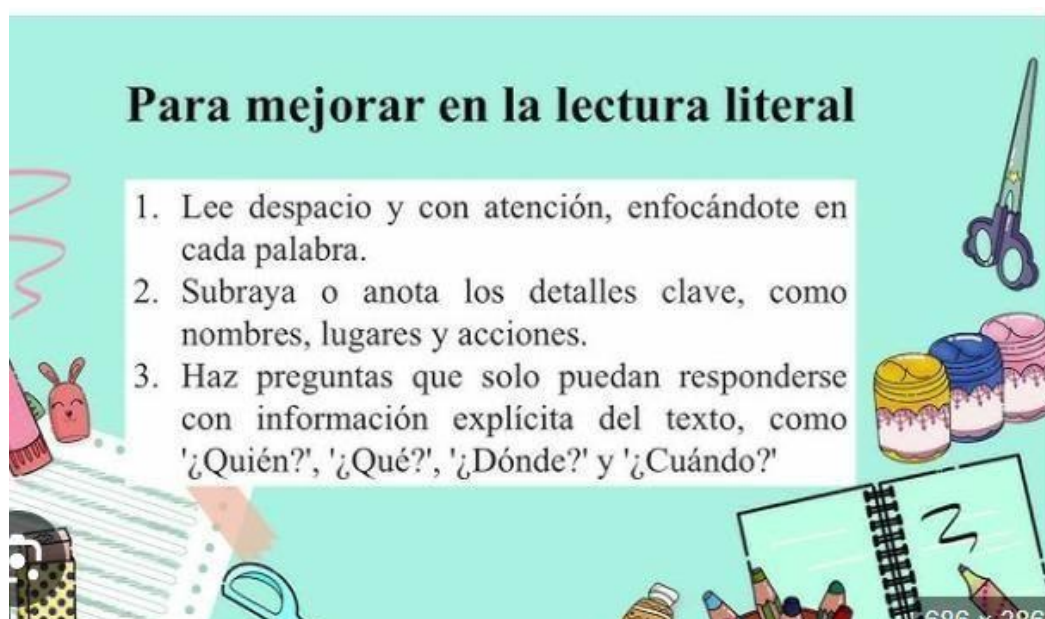 Para mejorar en la lectura literal
1. Lee despacio y con atención, enfocándote en
cada palabra.
2. Subraya o anota los detalles clave, como
nombres, lugares y acciones.
3. Haz preguntas que solo puedan responderse
con información explícita del texto, como
'¿Quién?', '¿Qué?', '¿Dónde?' y '¿Cuándo?'